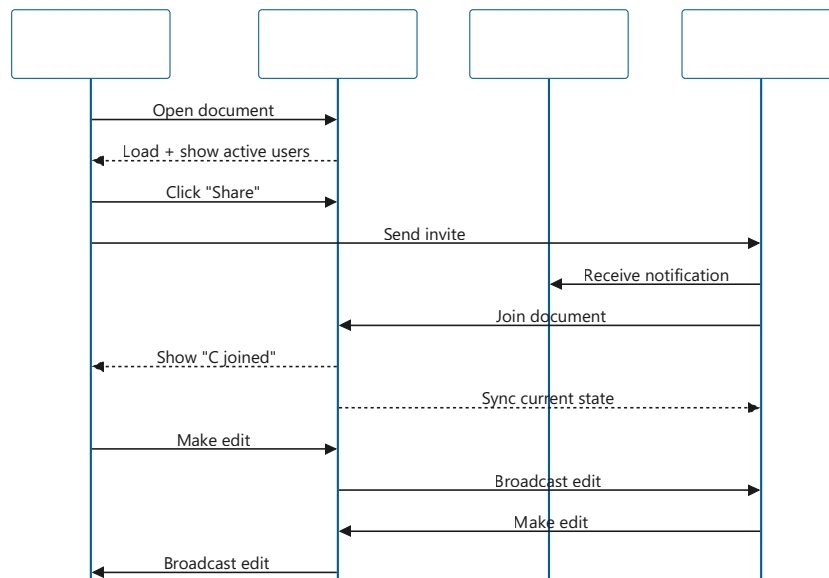 Open document
Load + show active users
Click "Share"
Send invite
Receive notification
Join document
Show "C joined"
Sync current state
Make edit
Broadcast edit
Make edit
Broadcast edit